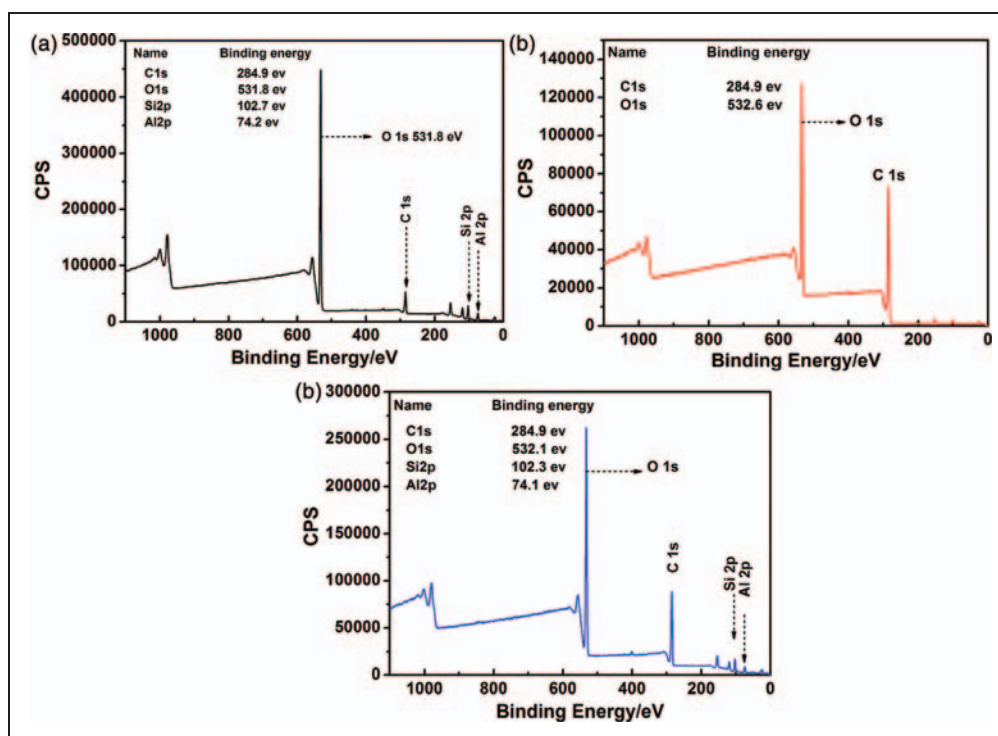 (a)
500000
400000
300000
200000
100000
0
CPS
Name Binding energy
C1s 284.9 ev
O1s 531.8 ev
Si2p 102.7 ev
Al2p 74.2 ev
O 1s 531.8 eV
C 1s
Si 2p
Al 2p
1000 800 600 400 200 0
Binding Energy/eV
(b)
140000
120000
100000
80000
60000
40000
20000
0
CPS
Name Binding energy
C1s 284.9 ev
O1s 532.6 ev
O 1s
C 1s
1000 800 600 400 200 0
Binding Energy/eV
(b)
300000
250000
200000
150000
100000
50000
0
CPS
Name Binding energy
C1s 284.9 ev
O1s 532.1 ev
Si2p 102.3 ev
Al2p 74.1 ev
O 1s
C 1s
Si 2p
Al 2p
1000 800 600 400 200 0
Binding Energy/eV